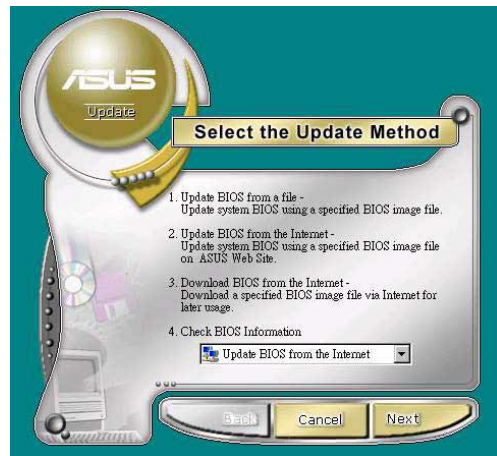 ASUS
Update
Select the Update Method
1. Update BIOS from a file -
Update system BIOS using a specified BIOS image file.
2. Update BIOS from the Internet -
Update system BIOS using a specified BIOS image file
on ASUS Web Site.
3. Download BIOS from the Internet -
Download a specified BIOS image file via Internet for
later usage.
4. Check BIOS Information
Update BIOS from the Internet
Back
Cancel
Next